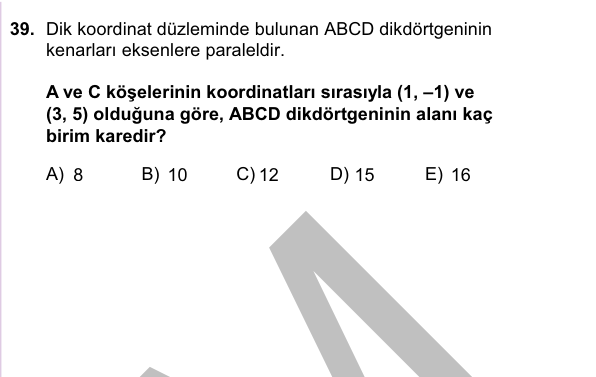 39. Dik koordinat düzleminde bulunan ABCD dikdörtgeninin
kenarları eksenlere paraleldir.
A ve C köşelerinin koordinatları sırasıyla (1, –1) ve
(3, 5) olduğuna göre, ABCD dikdörtgeninin alanı kaç
birim karedir?
A) 8 B) 10 C) 12 D) 15 E) 16